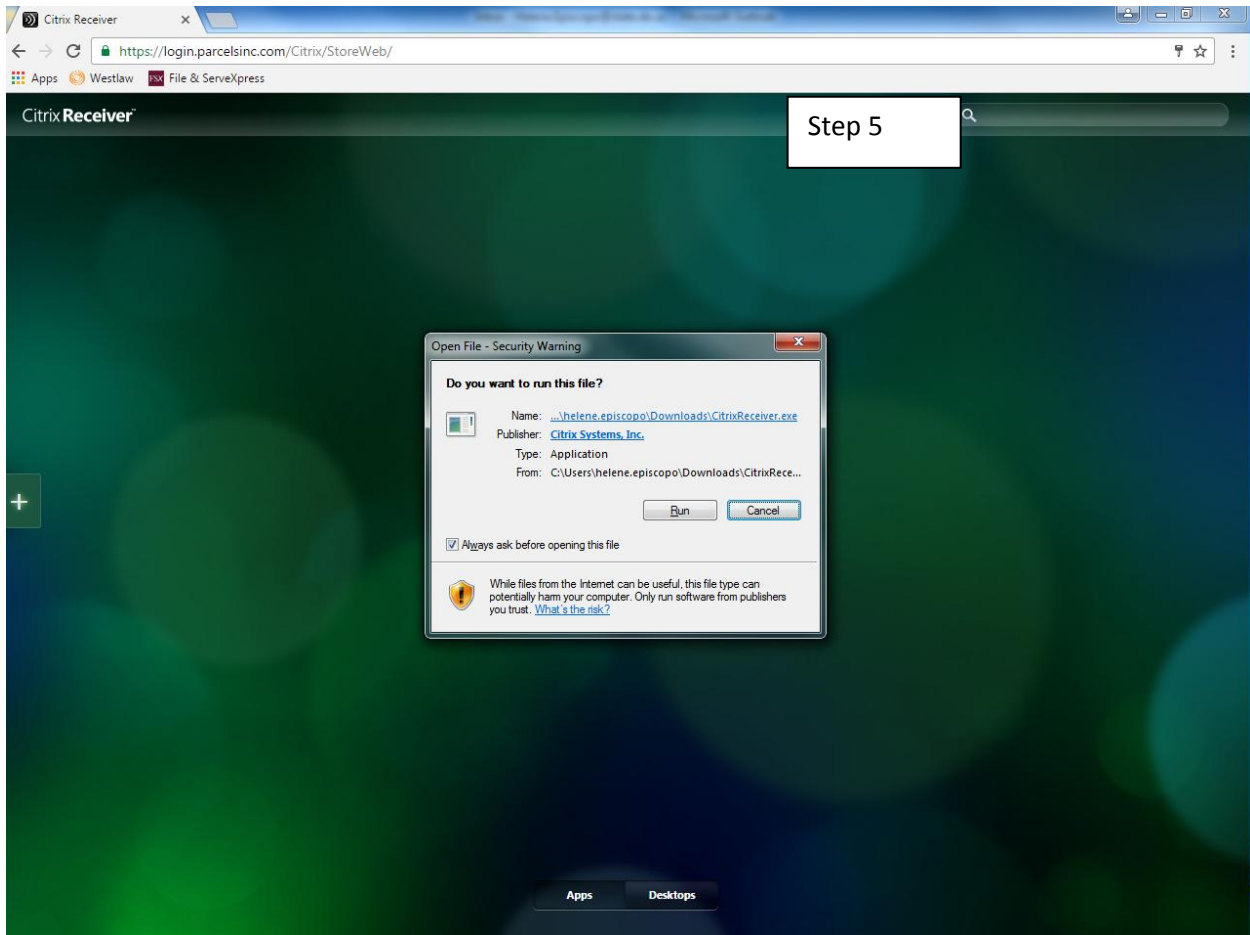 Citrix Receiver
https://login.parcelsinc.com/Citrix/StoreWeb/
Apps Westlaw FSX File & ServeXpress
Citrix Receiver
Step 5
Open File - Security Warning
Do you want to run this file?
Name: ...\helene.episcopo\Downloads\CitrixReceiver.exe
Publisher: Citrix Systems, Inc.
Type: Application
From: C:\Users\helene.episcopo\Downloads\CitrixRece...
Run Cancel
Always ask before opening this file
While files from the Internet can be useful, this file type can
potentially harm your computer. Only run software from publishers
you trust. What's the risk?
Apps Desktops